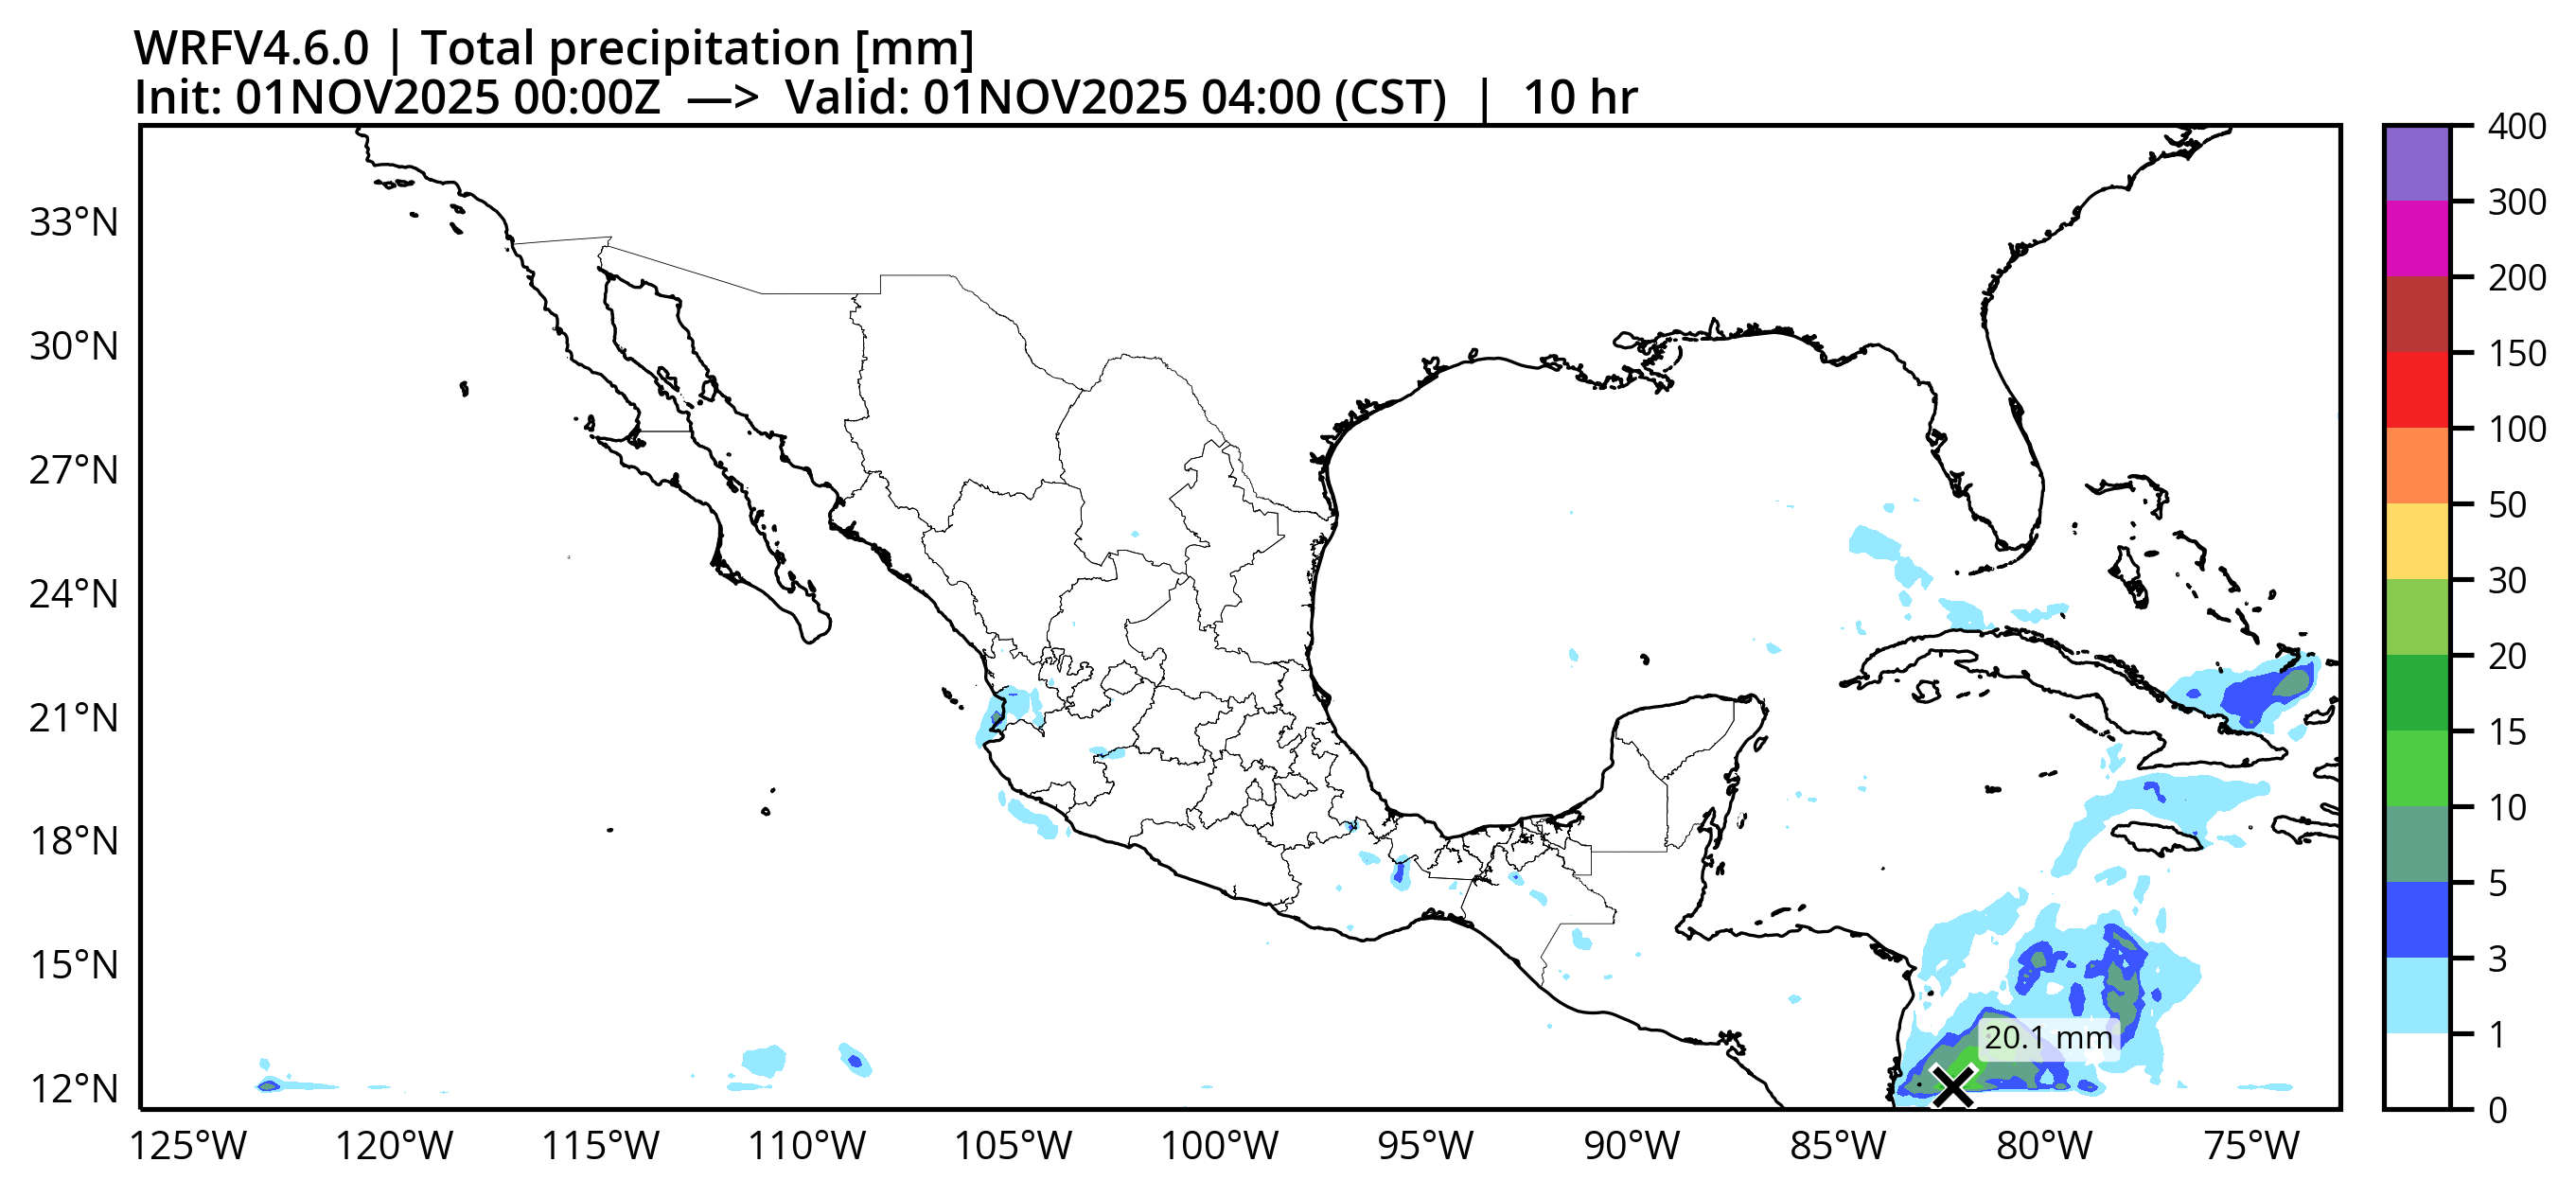 WRFV4.6.0 | Total precipitation [mm]
Init: 01NOV2025 00:00Z —> Valid: 01NOV2025 04:00 (CST) | 10 hr
33°N
30°N
27°N
24°N
21°N
18°N
15°N
12°N
125°W 120°W 115°W 110°W 105°W 100°W 95°W 90°W 85°W 80°W 75°W
20.1 mm
400
300
200
150
100
50
30
20
15
10
5
3
1
0